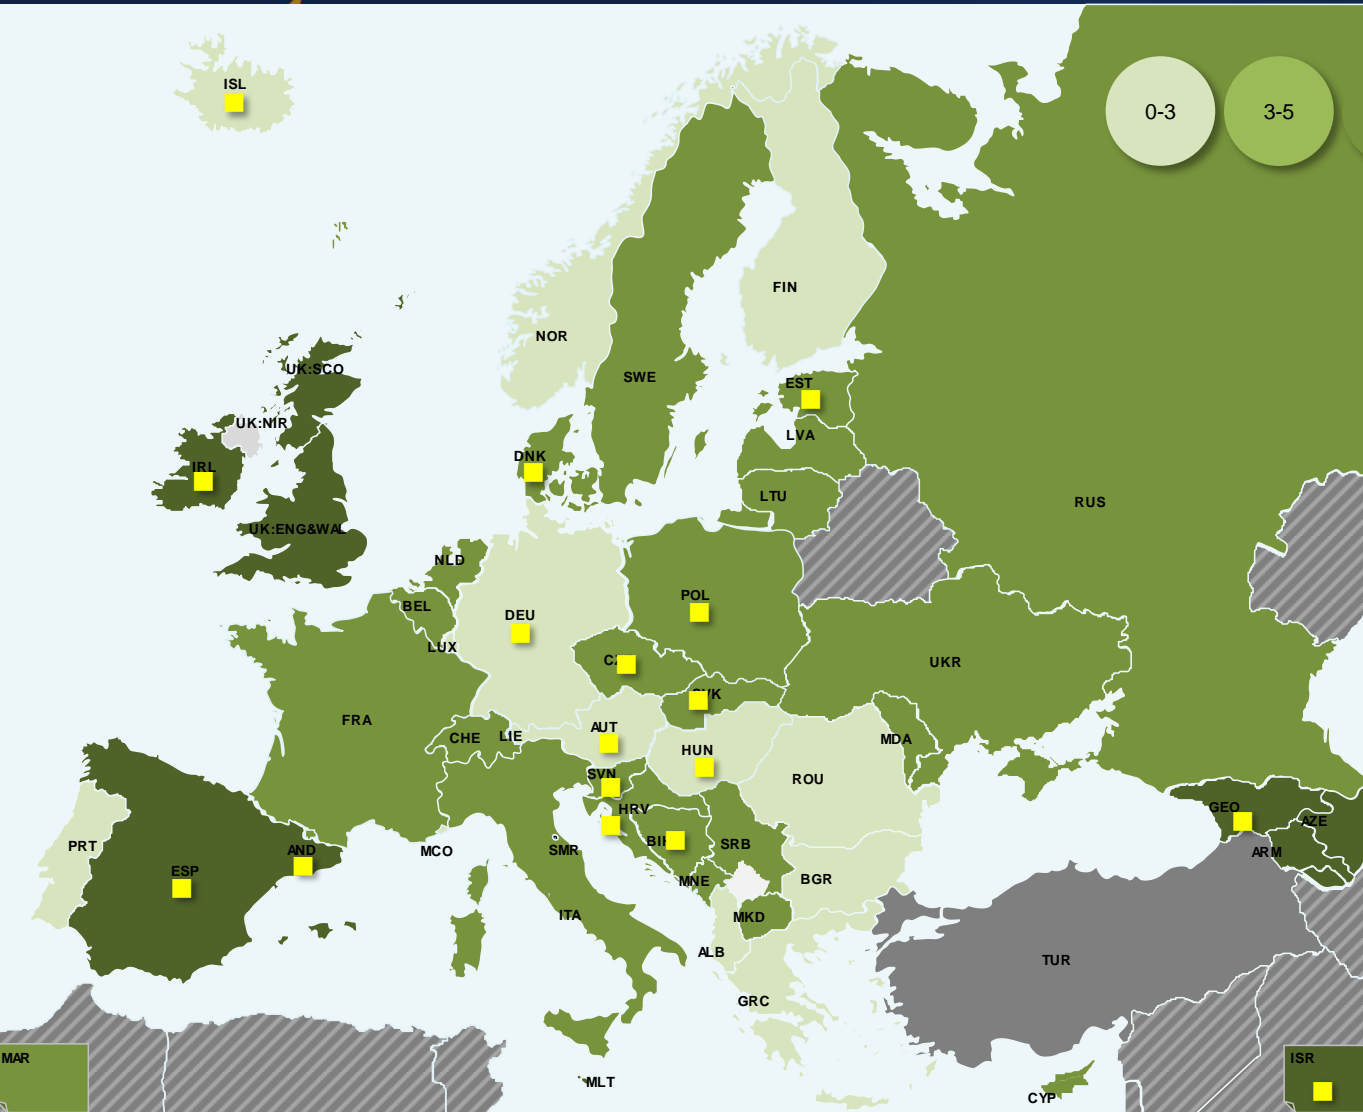 ISL
0-3
3-5
FIN
NOR
UK:SCO
SWE
EST
UK:NIR
LVA
DNK
IRL
LTU
RUS
UK:ENG&WAL
NLD
POL
BEL
DEU
LUX
UKR
FRA
AUT
CHE
LIE
MDA
HUN
SVN
ROU
HRV
GEO
AZE
PRT
MCO
SMR
SRB
AND
ARM
ESP
MNE
BGR
ITA
MKD
ALB
TUR
GRC
MAR
ISR
MLT
CYP